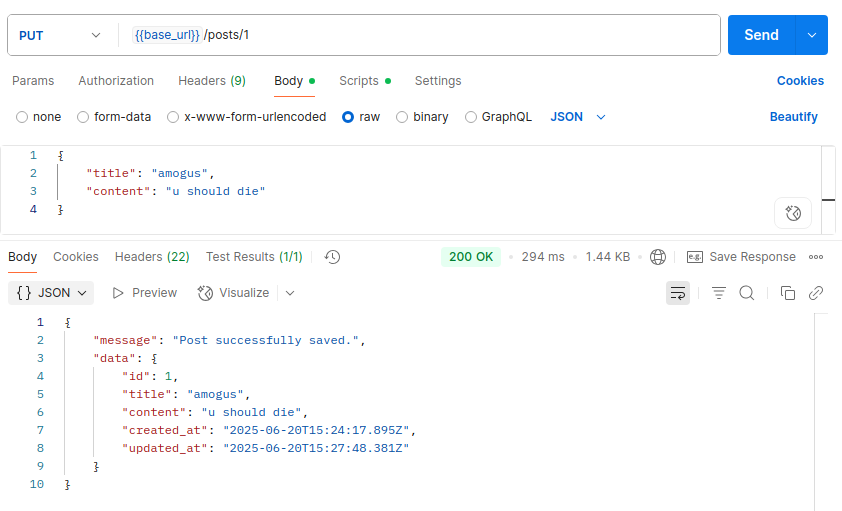 PUT {{base_url}} /posts/1 Send
Params Authorization Headers (9) Body Scripts Settings Cookies
none form-data x-www-form-urlencoded raw binary GraphQL JSON Beautify
1 {
2 "title": "amogus",
3 "content": "u should die"
4 }
Body Cookies Headers (22) Test Results (1/1) 200 OK 294 ms 1.44 KB e.g. Save Response
{} JSON Preview Visualize
1 {
2 "message": "Post successfully saved.",
3 "data": {
4 "id": 1,
5 "title": "amogus",
6 "content": "u should die",
7 "created_at": "2025-06-20T15:24:17.895Z",
8 "updated_at": "2025-06-20T15:27:48.381Z"
9 }
10 }